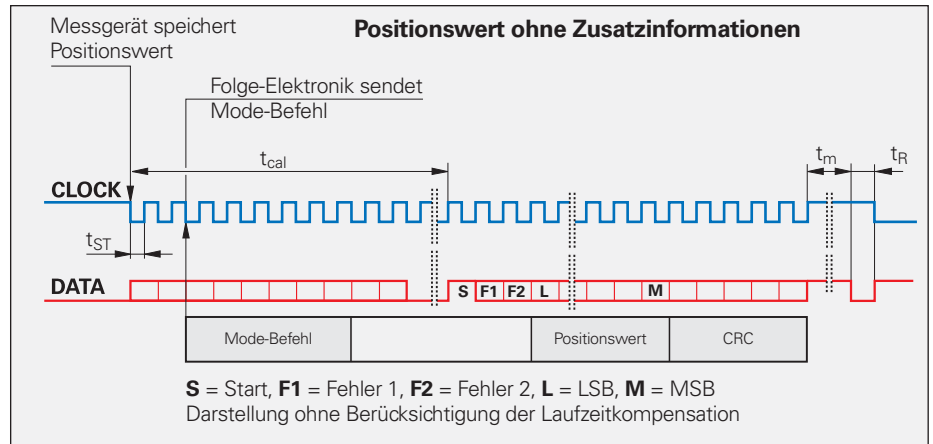 Messgerät speichert
Positionswert
Positionswert ohne Zusatzinformationen
Folge-Elektronik sendet
Mode-Befehl
tcal
tm
tR
CLOCK
tST
DATA
S F1 F2 L M
Mode-Befehl
Positionswert
CRC
S = Start, F1 = Fehler 1, F2 = Fehler 2, L = LSB, M = MSB
Darstellung ohne Berücksichtigung der Laufzeitkompensation